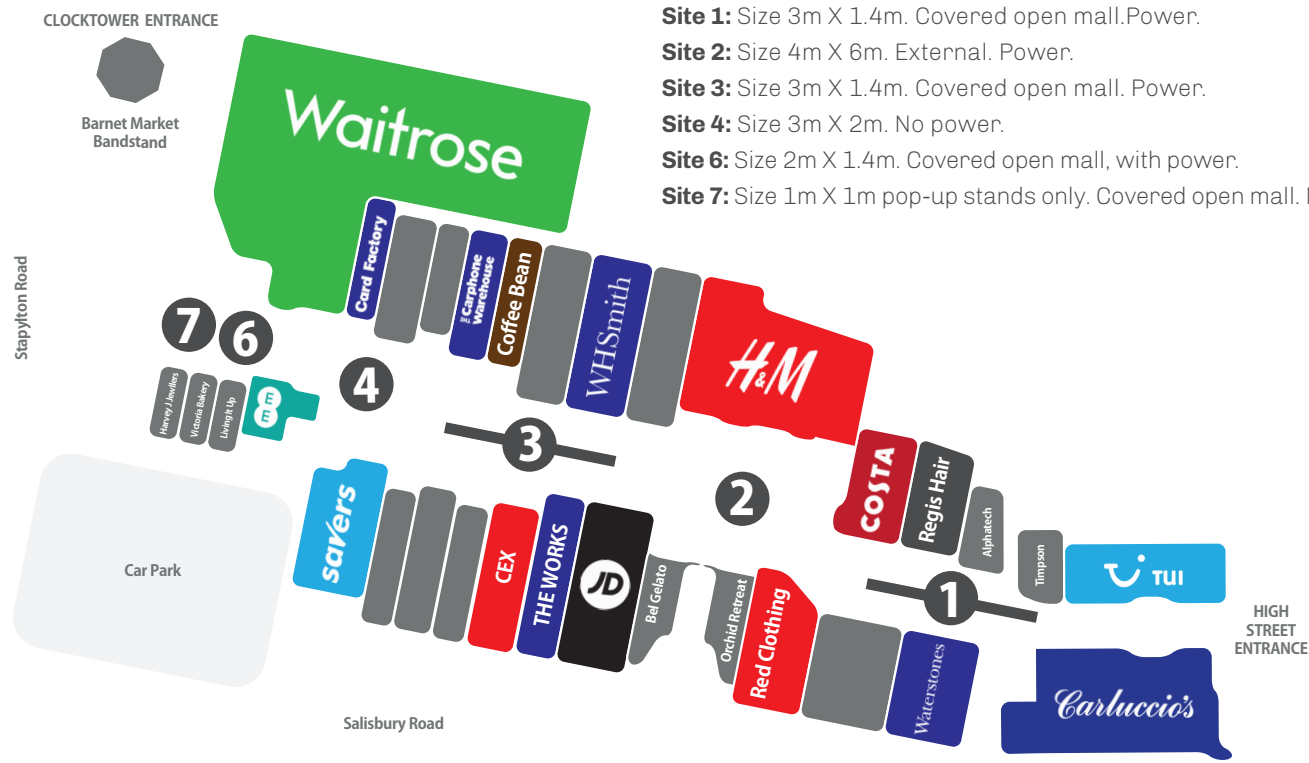 CLOCKTOWER ENTRANCE
Barnet Market
Bandstand
Site 1: Size 3m X 1.4m. Covered open mall.Power.
Site 2: Size 4m X 6m. External. Power.
Site 3: Size 3m X 1.4m. Covered open mall. Power.
Site 4: Size 3m X 2m. No power.
Site 6: Size 2m X 1.4m. Covered open mall, with power.
Site 7: Size 1m X 1m pop-up stands only. Covered open mall.
Waitrose
Card Factory
THE Carphone
Warehouse
Coffee Bean
WHSmith
H&M
COSTA
Regis Hair
Alphatech
Timpson
TUI
HIGH
STREET
ENTRANCE
Stapylton Road
7
6
4
3
2
1
Harvey J Jewllers
Victoria Bakery
Living It Up
EE
Car Park
savers
CEX
THE WORKS
JD
Bel Gelato
Orchid Retreat
Red Clothing
Waterstones
Carluccio's
Salisbury Road